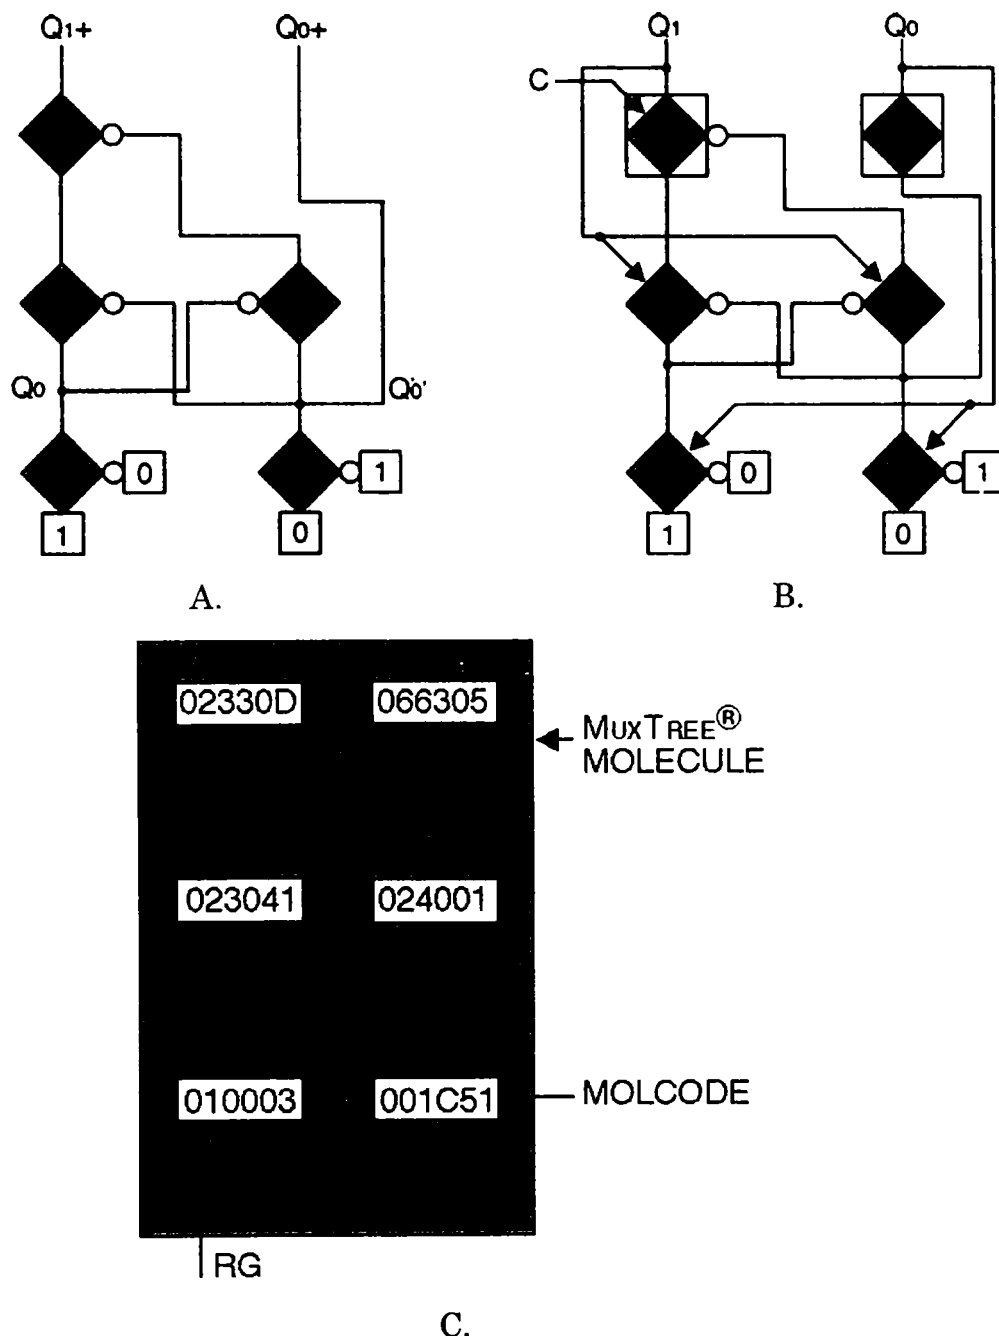 Q1+ Q0+
0 1
Q0 Q0'
1 0
A.
Q1 Q0
C
0 1
1 0
B.
02330D 066305
MUXTREE® MOLECULE
023041 024001
010003 001C51
MOLCODE
RG
C.